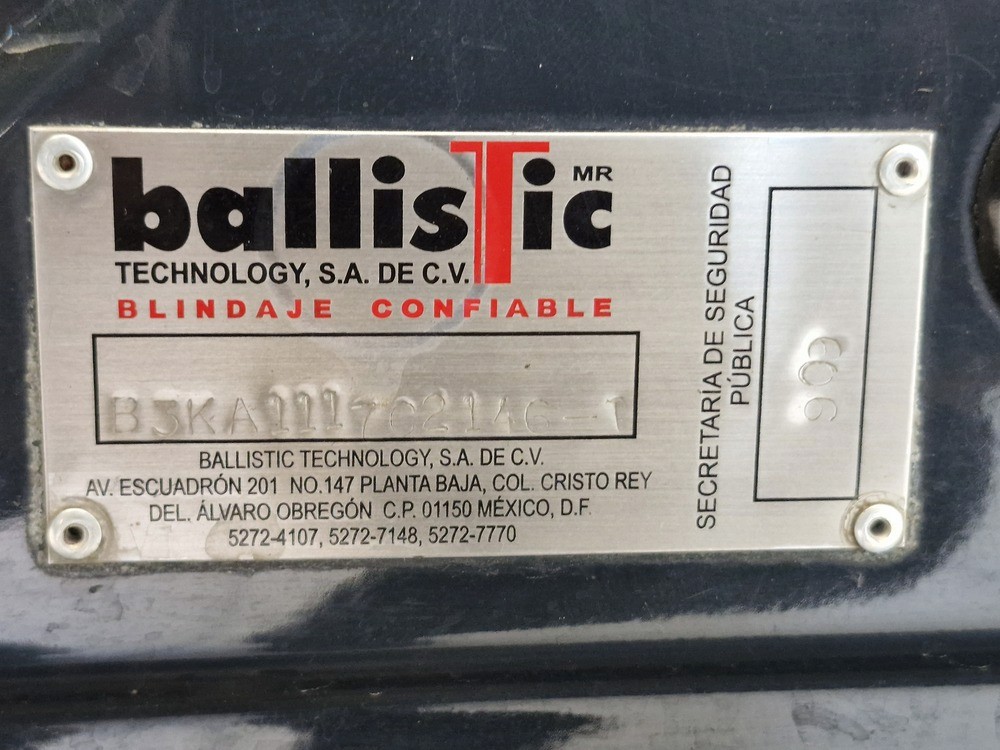 ballisTic MR
TECHNOLOGY, S.A. DE C.V.
BLINDAJE CONFIABLE
B3KA1117C2146-1
BALLISTIC TECHNOLOGY, S.A. DE C.V.
AV. ESCUADRÓN 201 NO.147 PLANTA BAJA, COL. CRISTO REY
DEL. ÁLVARO OBREGÓN C.P. 01150 MÉXICO, D.F.
5272-4107, 5272-7148, 5272-7770
SECRETARÍA DE SEGURIDAD
PÚBLICA